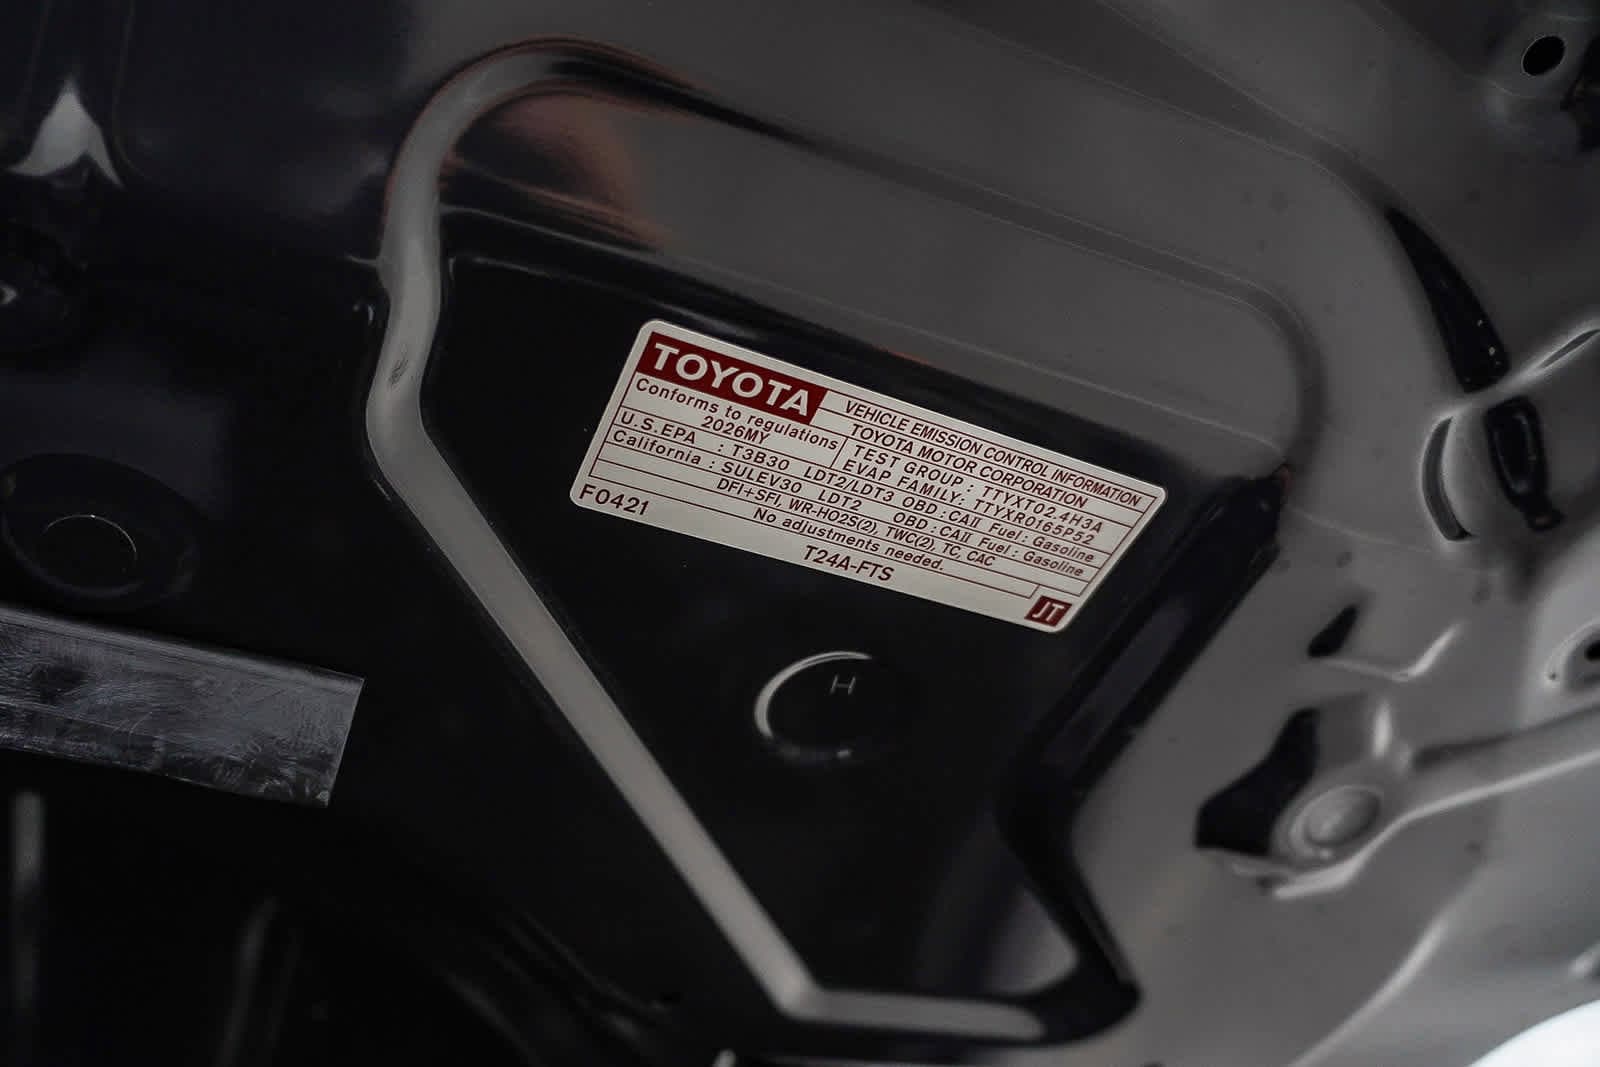 TOYOTA VEHICLE EMISSION CONTROL INFORMATION
Conforms to regulations TOYOTA MOTOR CORPORATION
2026MY TEST GROUP : TTYXT02.4H3A
EVAP FAMILY: TTYXR0165P52
U.S.EPA : T3B30 LDT2/LDT3 OBD : CAII Fuel : Gasoline
California : SULEV30 LDT2 OBD : CAII Fuel : Gasoline
DFI+SFI, WR-HO2S(2), TWC(2), TC, CAC
No adjustments needed.
F0421 T24A-FTS JT
H